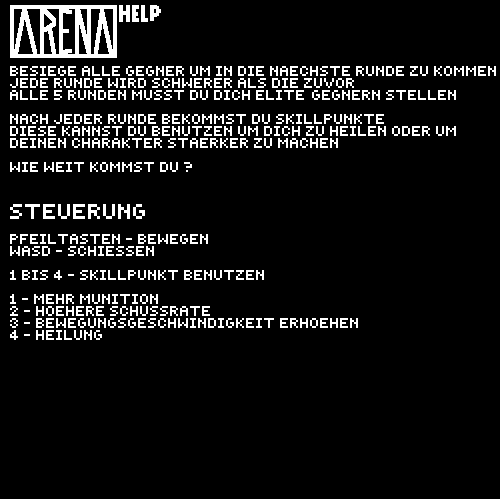 ARENA HELP
BESIEGE ALLE GEGNER UM IN DIE NAECHSTE RUNDE ZU KOMMEN
JEDE RUNDE WIRD SCHWERER ALS DIE ZUVOR
ALLE 5 RUNDEN MUSST DU DICH ELITE GEGNERN STELLEN
NACH JEDER RUNDE BEKOMMST DU SKILLPUNKTE
DIESE KANNST DU BENUTZEN UM DICH ZU HEILEN ODER UM
DEINEN CHARAKTER STAERKER ZU MACHEN
WIE WEIT KOMMST DU ?
STEUERUNG
PFEILTASTEN - BEWEGEN
WASD - SCHIESSEN
1 BIS 4 - SKILLPUNKT BENUTZEN
1 - MEHR MUNITION
2 - HOEHERE SCHUSSRATE
3 - BEWEGUNGSGESCHWINDIGKEIT ERHOEHEN
4 - HEILUNG